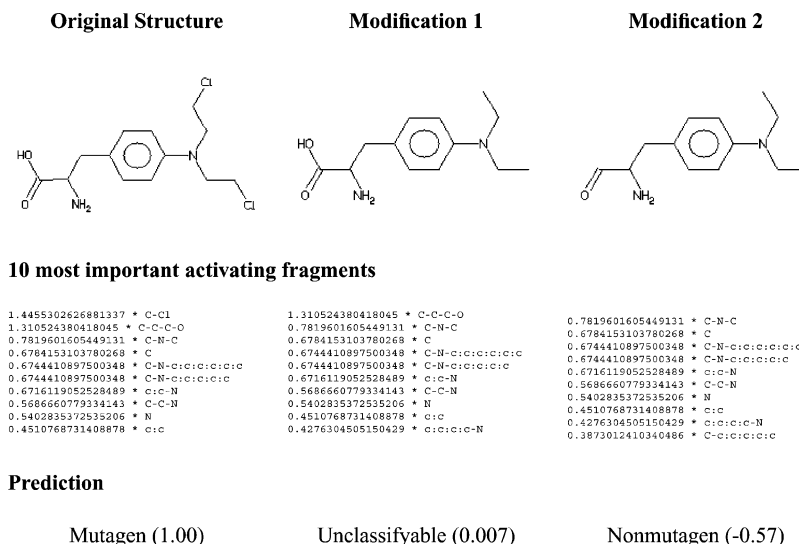 Original Structure
Modification 1
Modification 2
Cl
HO
O
NH2
N
Cl
HO
O
NH2
N
O
NH2
N
10 most important activating fragments
1.4455302626881337 * C-Cl
1.310524380418045 * C-C-C-O
0.7819601605449131 * C-N-C
0.6784153103780268 * C
0.6744410897500348 * C-N-c:c:c:c:c:c
0.6744410897500348 * C-N-c:c:c:c:c
0.6716119052528489 * c:c-N
0.5686660779334143 * C-C-N
0.5402835372535206 * N
0.4510768731408878 * c:c
1.310524380418045 * C-C-C-O
0.7819601605449131 * C-N-C
0.6784153103780268 * C
0.6744410897500348 * C-N-c:c:c:c:c:c
0.6744410897500348 * C-N-c:c:c:c:c
0.6716119052528489 * c:c-N
0.5686660779334143 * C-C-N
0.5402835372535206 * N
0.4510768731408878 * c:c
0.4276304505150429 * c:c:c:c-N
0.7819601605449131 * C-N-C
0.6784153103780268 * C
0.6744410897500348 * C-N-c:c:c:c:c:c
0.6744410897500348 * C-N-c:c:c:c:c
0.6716119052528489 * c:c-N
0.5686660779334143 * C-C-N
0.5402835372535206 * N
0.4510768731408878 * c:c
0.4276304505150429 * c:c:c:c-N
0.3873012410340486 * C-c:c:c:c:c
Prediction
Mutagen (1.00)
Unclassifyable (0.007)
Nonmutagen (-0.57)